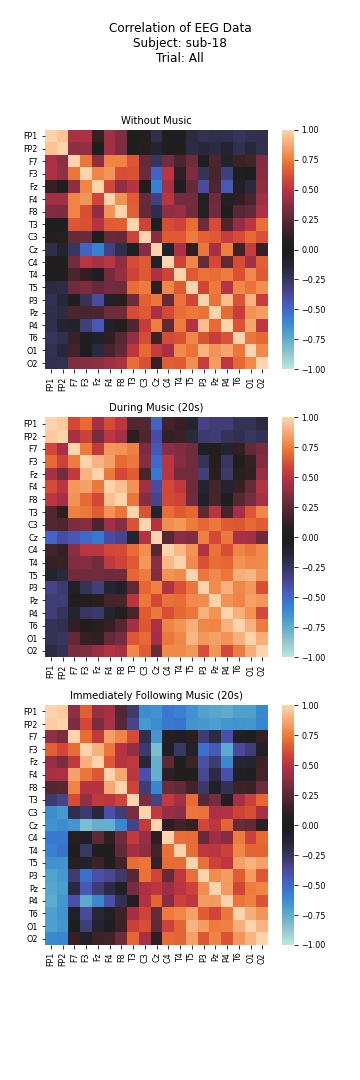 Correlation of EEG Data
Subject: sub-18
Trial: All
Without Music
FP1
FP2
F7
F3
Fz
F4
F8
T3
C3
Cz
C4
T4
T5
P3
Pz
P4
T6
O1
O2
FP1 FP2 F7 F3 Fz F4 F8 T3 C3 Cz C4 T4 T5 P3 Pz P4 T6 O1 O2
1.00
0.75
0.50
0.25
0.00
−0.25
−0.50
−0.75
−1.00
During Music (20s)
FP1
FP2
F7
F3
Fz
F4
F8
T3
C3
Cz
C4
T4
T5
P3
Pz
P4
T6
O1
O2
FP1 FP2 F7 F3 Fz F4 F8 T3 C3 Cz C4 T4 T5 P3 Pz P4 T6 O1 O2
1.00
0.75
0.50
0.25
0.00
−0.25
−0.50
−0.75
−1.00
Immediately Following Music (20s)
FP1
FP2
F7
F3
Fz
F4
F8
T3
C3
Cz
C4
T4
T5
P3
Pz
P4
T6
O1
O2
FP1 FP2 F7 F3 Fz F4 F8 T3 C3 Cz C4 T4 T5 P3 Pz P4 T6 O1 O2
1.00
0.75
0.50
0.25
0.00
−0.25
−0.50
−0.75
−1.00